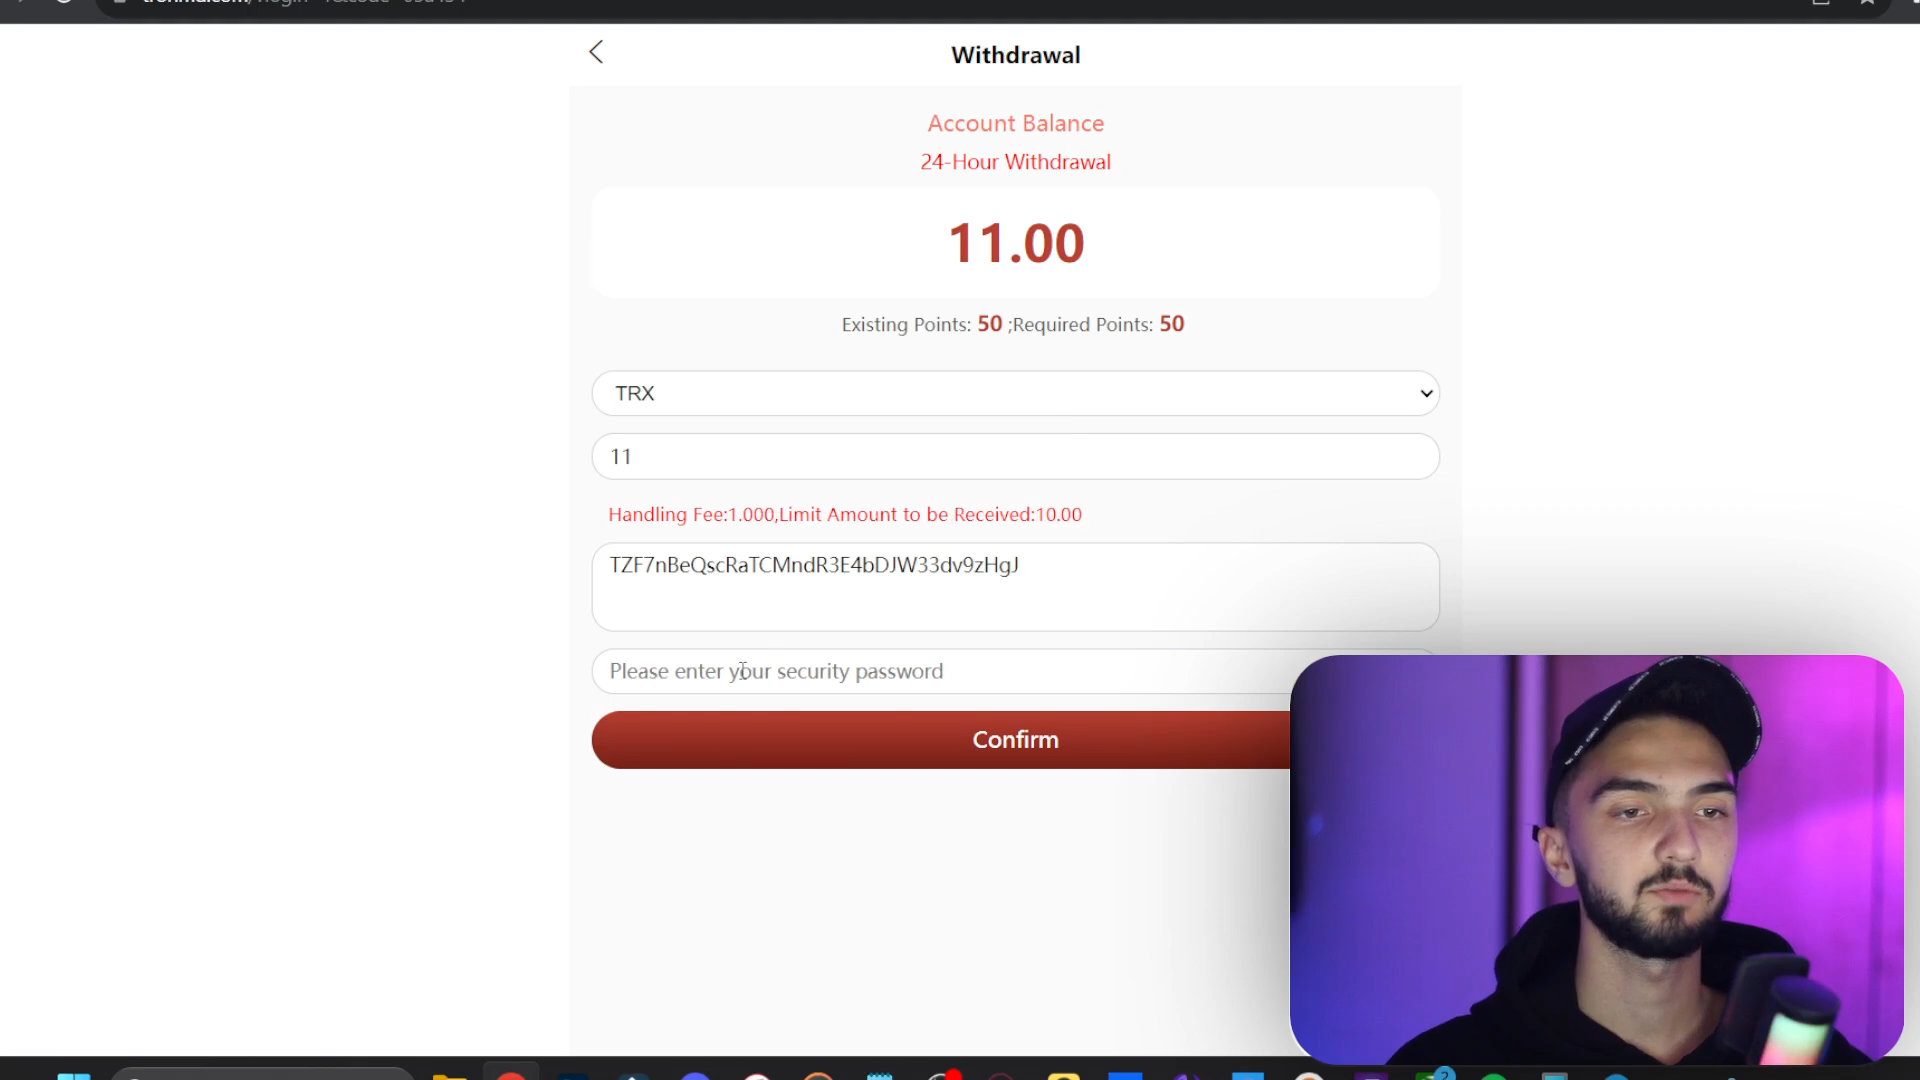 Withdrawal
Account Balance
24-Hour Withdrawal
11.00
Existing Points: 50 ;Required Points: 50
TRX
11
Handling Fee:1.000,Limit Amount to be Received:10.00
TZF7nBeQscRaTCMndR3E4bDJW33dv9zHgJ
Please enter your security password
Confirm
2